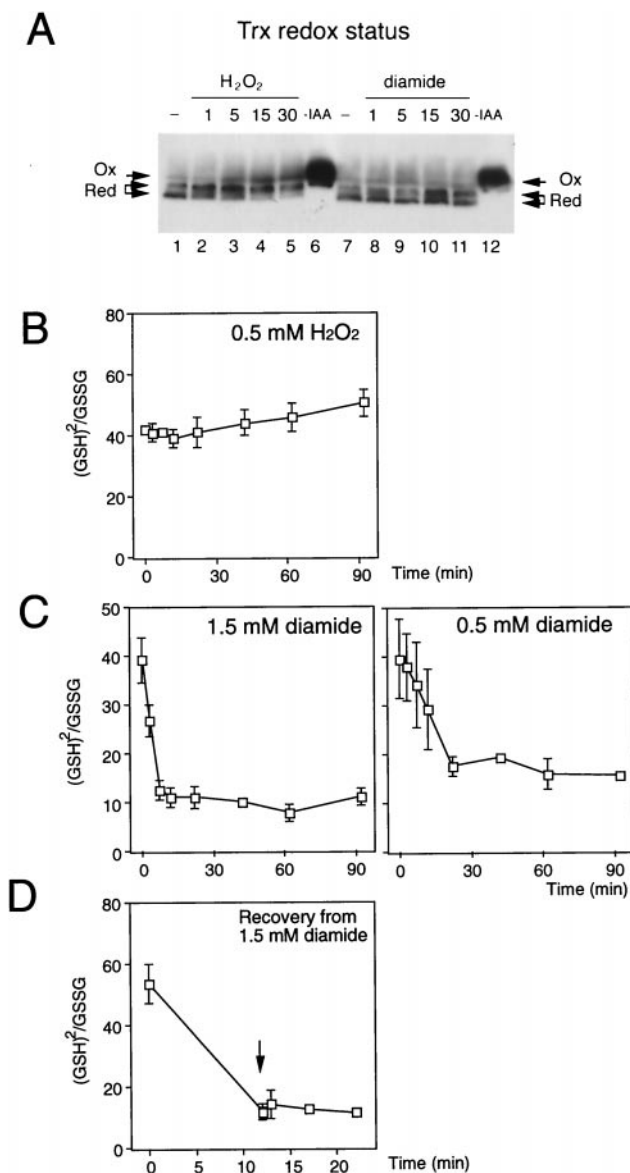 A
Trx redox status
H2O2 diamide
– 1 5 15 30 -IAA – 1 5 15 30 -IAA
Ox Ox
Red Red
1 2 3 4 5 6 7 8 9 10 11 12
B
0.5 mM H2O2
(GSH)2/GSSG
80
60
40
20
0
0 30 60 90 Time (min)
C
1.5 mM diamide
(GSH)2/GSSG
50
40
30
20
10
0
0 30 60 90
0.5 mM diamide
0 30 60 90
Time (min)
D
Recovery from
1.5 mM diamide
(GSH)2/GSSG
80
60
40
20
0
0 5 10 15 20 Time (min)